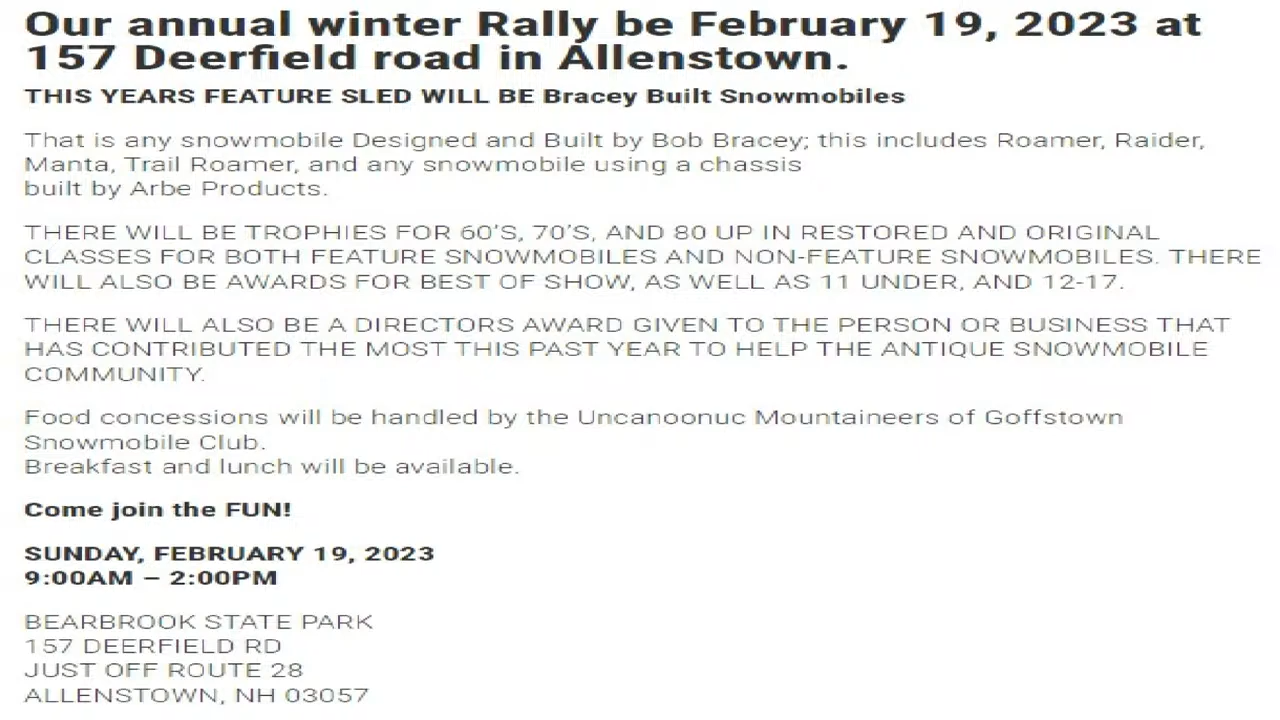 Our annual winter Rally be February 19, 2023 at
157 Deerfield road in Allenstown.
THIS YEARS FEATURE SLED WILL BE Bracey Built Snowmobiles
That is any snowmobile Designed and Built by Bob Bracey; this includes Roamer, Raider,
Manta, Trail Roamer, and any snowmobile using a chassis
built by Arbe Products.
THERE WILL BE TROPHIES FOR 60'S, 70'S, AND 80 UP IN RESTORED AND ORIGINAL
CLASSES FOR BOTH FEATURE SNOWMOBILES AND NON-FEATURE SNOWMOBILES. THERE
WILL ALSO BE AWARDS FOR BEST OF SHOW, AS WELL AS 11 UNDER, AND 12-17.
THERE WILL ALSO BE A DIRECTORS AWARD GIVEN TO THE PERSON OR BUSINESS THAT
HAS CONTRIBUTED THE MOST THIS PAST YEAR TO HELP THE ANTIQUE SNOWMOBILE
COMMUNITY.
Food concessions will be handled by the Uncanoonuc Mountaineers of Goffstown
Snowmobile Club.
Breakfast and lunch will be available.
Come join the FUN!
SUNDAY, FEBRUARY 19, 2023
9:00AM – 2:00PM
BEARBROOK STATE PARK
157 DEERFIELD RD
JUST OFF ROUTE 28
ALLENSTOWN, NH 03057